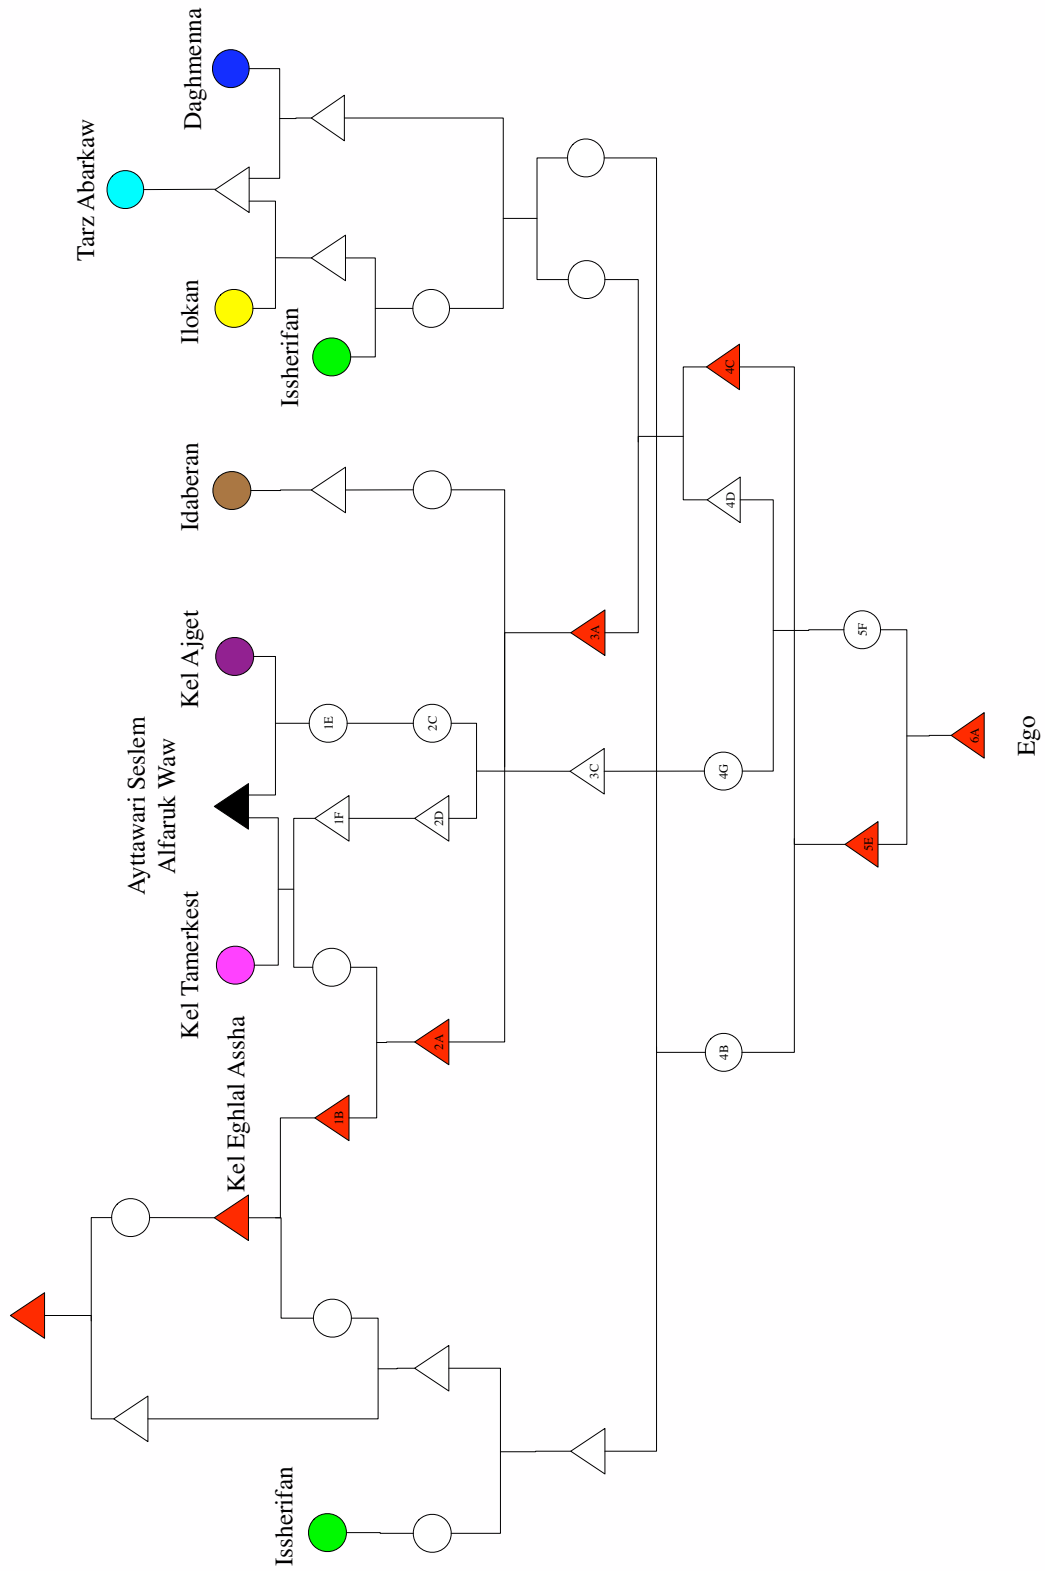 Tarz Abarkaw
Daghmenna
Ilokan
Issherifan
Idaberan
Kel Ajget
Ayttawari Seslem
Alfaruk Waw
Kel Tamerkest
Kel Eghlal Assha
Issherifan
1E
1F
1B
2C
2D
2A
3A
3C
4C
4D
4G
4B
5F
5E
6A
Ego